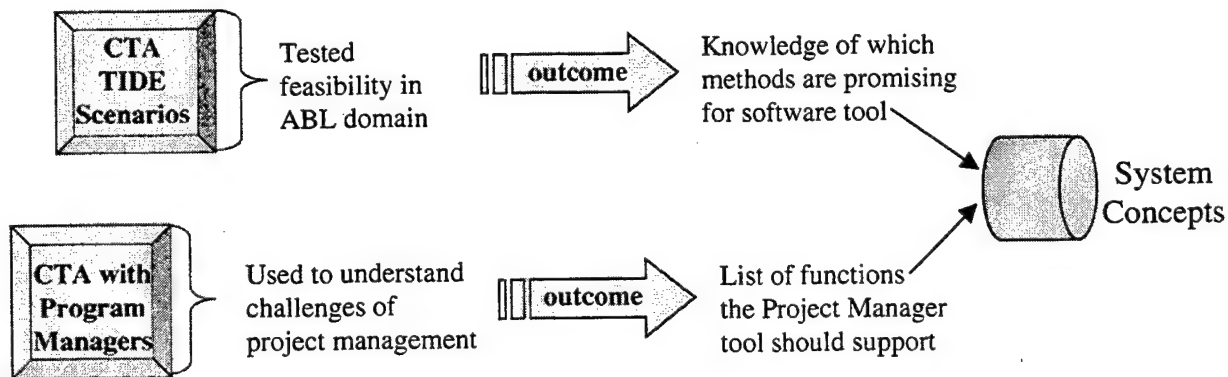 CTA
TIDE
Scenarios
Tested
feasibility in
ABL domain
outcome
Knowledge of which
methods are promising
for software tool
System
Concepts
CTA with
Program
Managers
Used to understand
challenges of
project management
outcome
List of functions
the Project Manager
tool should support